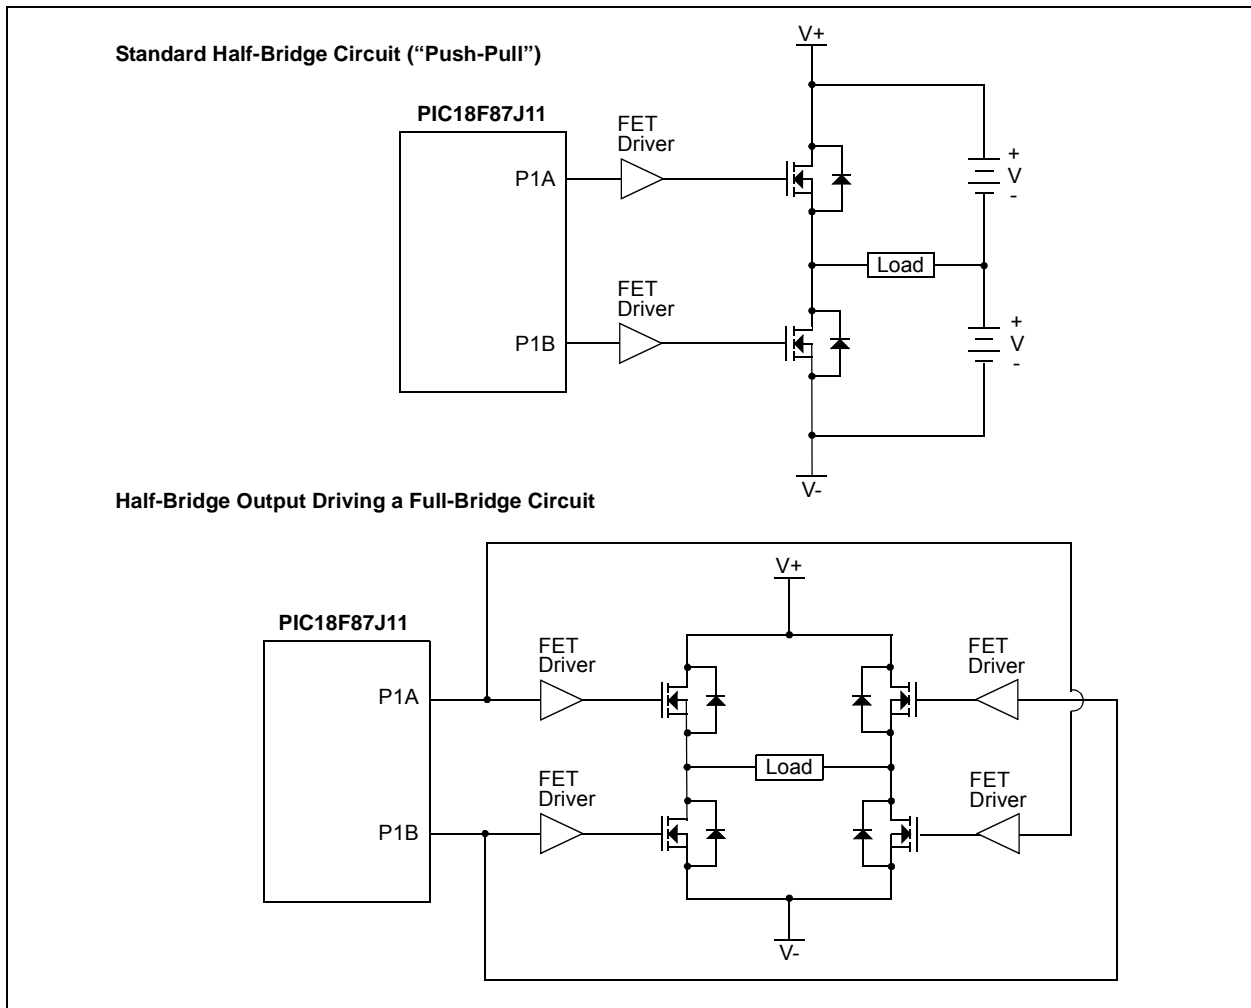 Standard Half-Bridge Circuit (“Push-Pull”)
V+
PIC18F87J11
FET
Driver
P1A
+
V
-
Load
FET
Driver
P1B
+
V
-
V-
Half-Bridge Output Driving a Full-Bridge Circuit
V+
PIC18F87J11
FET
Driver
FET
Driver
P1A
Load
FET
Driver
FET
Driver
P1B
V-